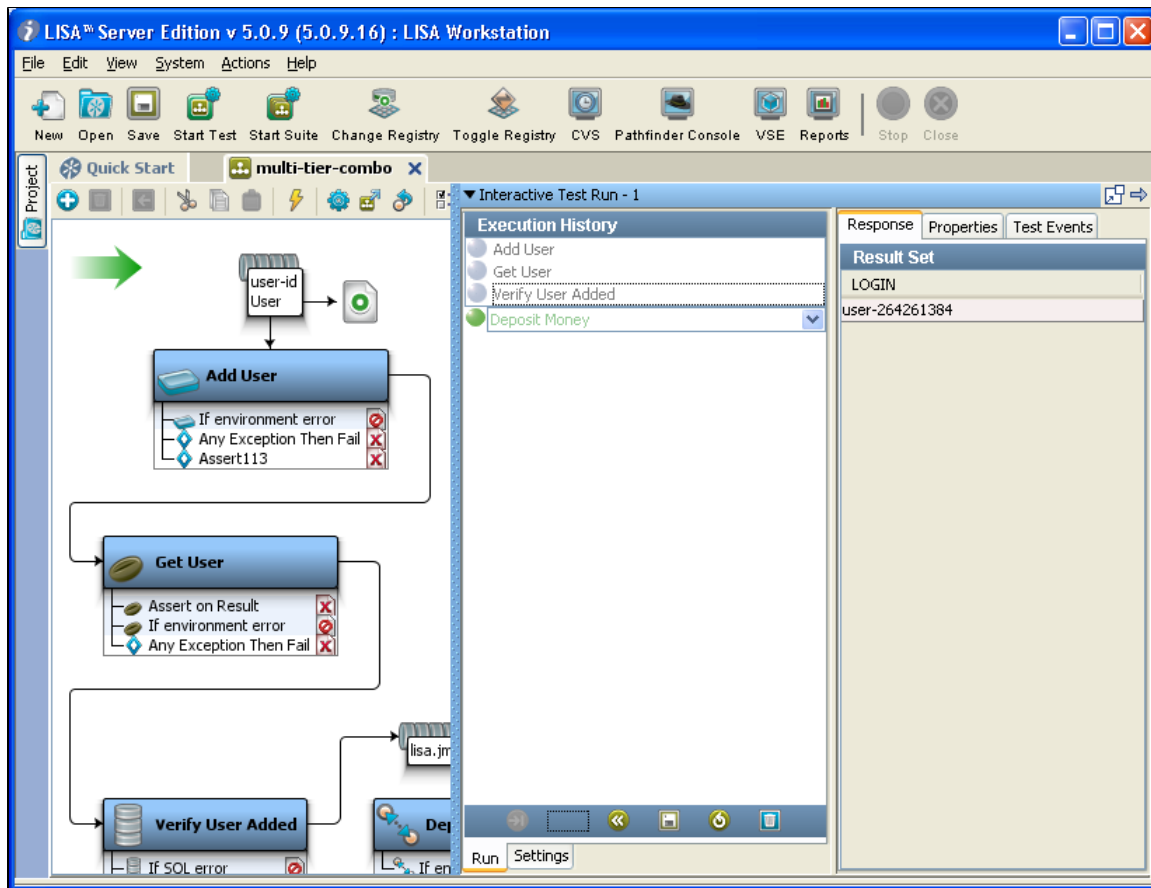 LISA™ Server Edition v 5.0.9 (5.0.9.16) : LISA Workstation
File Edit View System Actions Help
New Open Save Start Test Start Suite Change Registry Toggle Registry CVS Pathfinder Console VSE Reports Stop Close
Project
Quick Start multi-tier-combo
Interactive Test Run - 1
Execution History
Add User
Get User
Verify User Added
Deposit Money
Response Properties Test Events
Result Set
LOGIN
user-264261384
user-id
User
Add User
If environment error
Any Exception Then Fail
Assert113
Get User
Assert on Result
If environment error
Any Exception Then Fail
lisa.jm
Verify User Added
If SQL error
Dep
If en
Run Settings